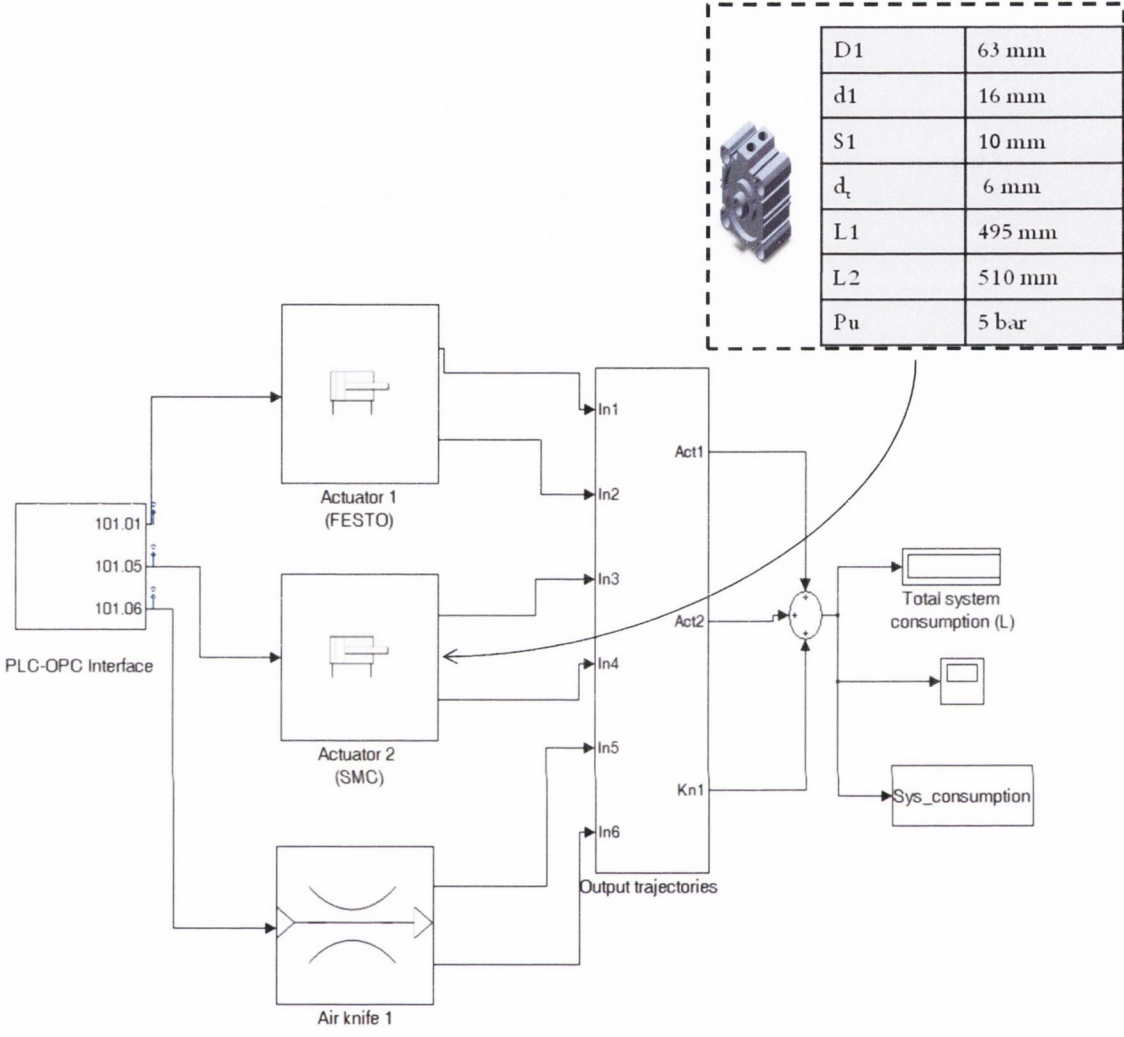 D1 63 mm
d1 16 mm
S1 10 mm
dt 6 mm
L1 495 mm
L2 510 mm
Pu 5 bar
In1
Act1
In2
Actuator 1
(FESTO)
101.01
101.05
101.06
PLC-OPC Interface
In3
Act2
In4
Total system
consumption (L)
Actuator 2
(SMC)
In5
Kn1
Sys_consumption
In6
Output trajectories
Air knife 1